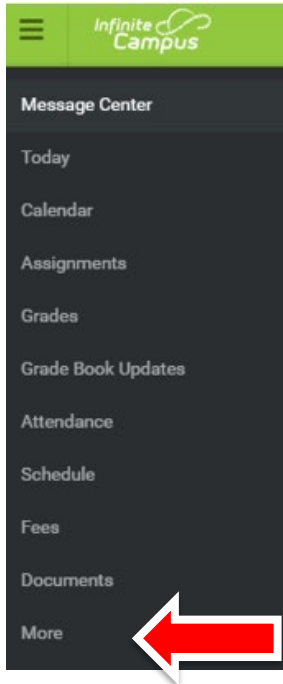 Infinite
Campus
Message Center
Today
Calendar
Assignments
Grades
Grade Book Updates
Attendance
Schedule
Fees
Documents
More